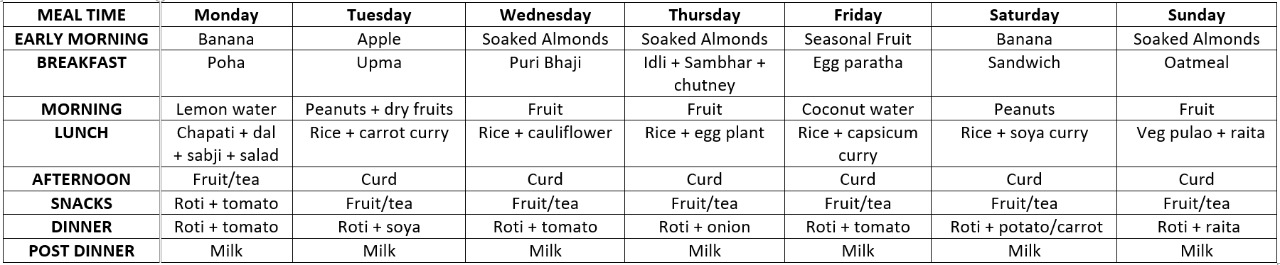 MEAL TIME Monday Tuesday Wednesday Thursday Friday Saturday Sunday
EARLY MORNING Banana Apple Soaked Almonds Soaked Almonds Seasonal Fruit Banana Soaked Almonds
BREAKFAST Poha Upma Puri Bhaji Idli + Sambhar + Egg paratha Sandwich Oatmeal
chutney
MORNING Lemon water Peanuts + dry fruits Fruit Fruit Coconut water Peanuts Fruit
LUNCH Chapati + dal Rice + carrot curry Rice + cauliflower Rice + egg plant Rice + capsicum Rice + soya curry Veg pulao + raita
+ sabji + salad curry
AFTERNOON Fruit/tea Curd Curd Curd Curd Curd Curd
SNACKS Roti + tomato Fruit/tea Fruit/tea Fruit/tea Fruit/tea Fruit/tea Fruit/tea
DINNER Roti + tomato Roti + soya Roti + tomato Roti + onion Roti + tomato Roti + potato/carrot Roti + raita
POST DINNER Milk Milk Milk Milk Milk Milk Milk